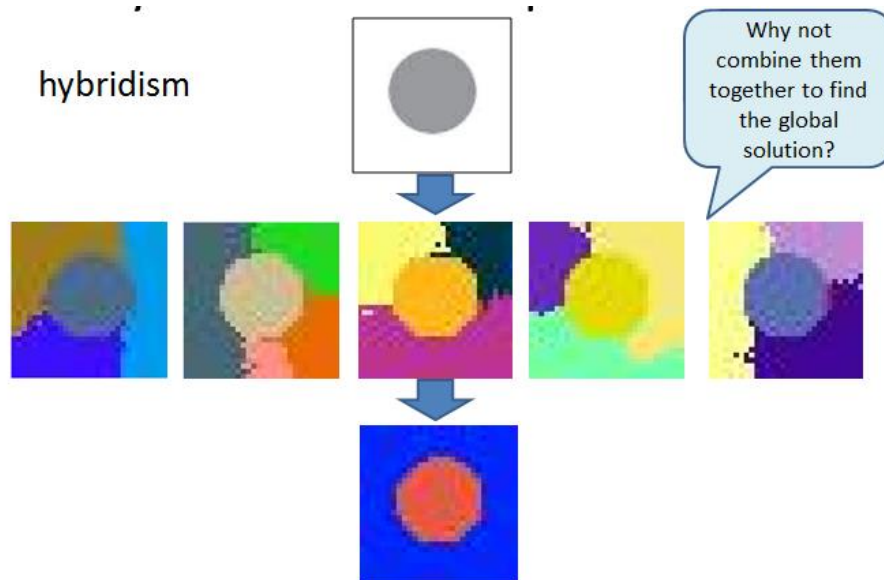 hybridism
Why not
combine them
together to find
the global
solution?